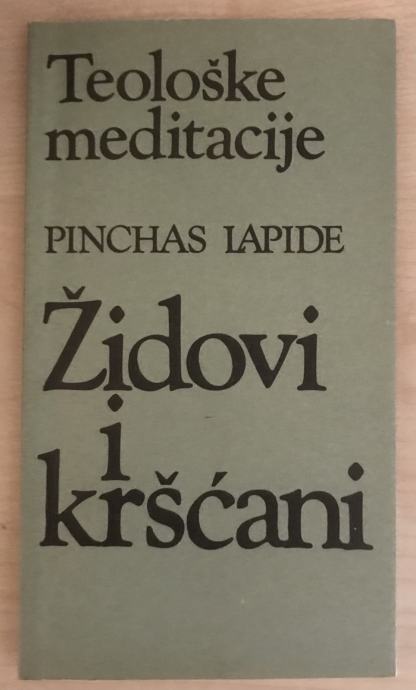 Teološke
meditacije
PINCHAS LAPIDE
Židovi
i
kršćani